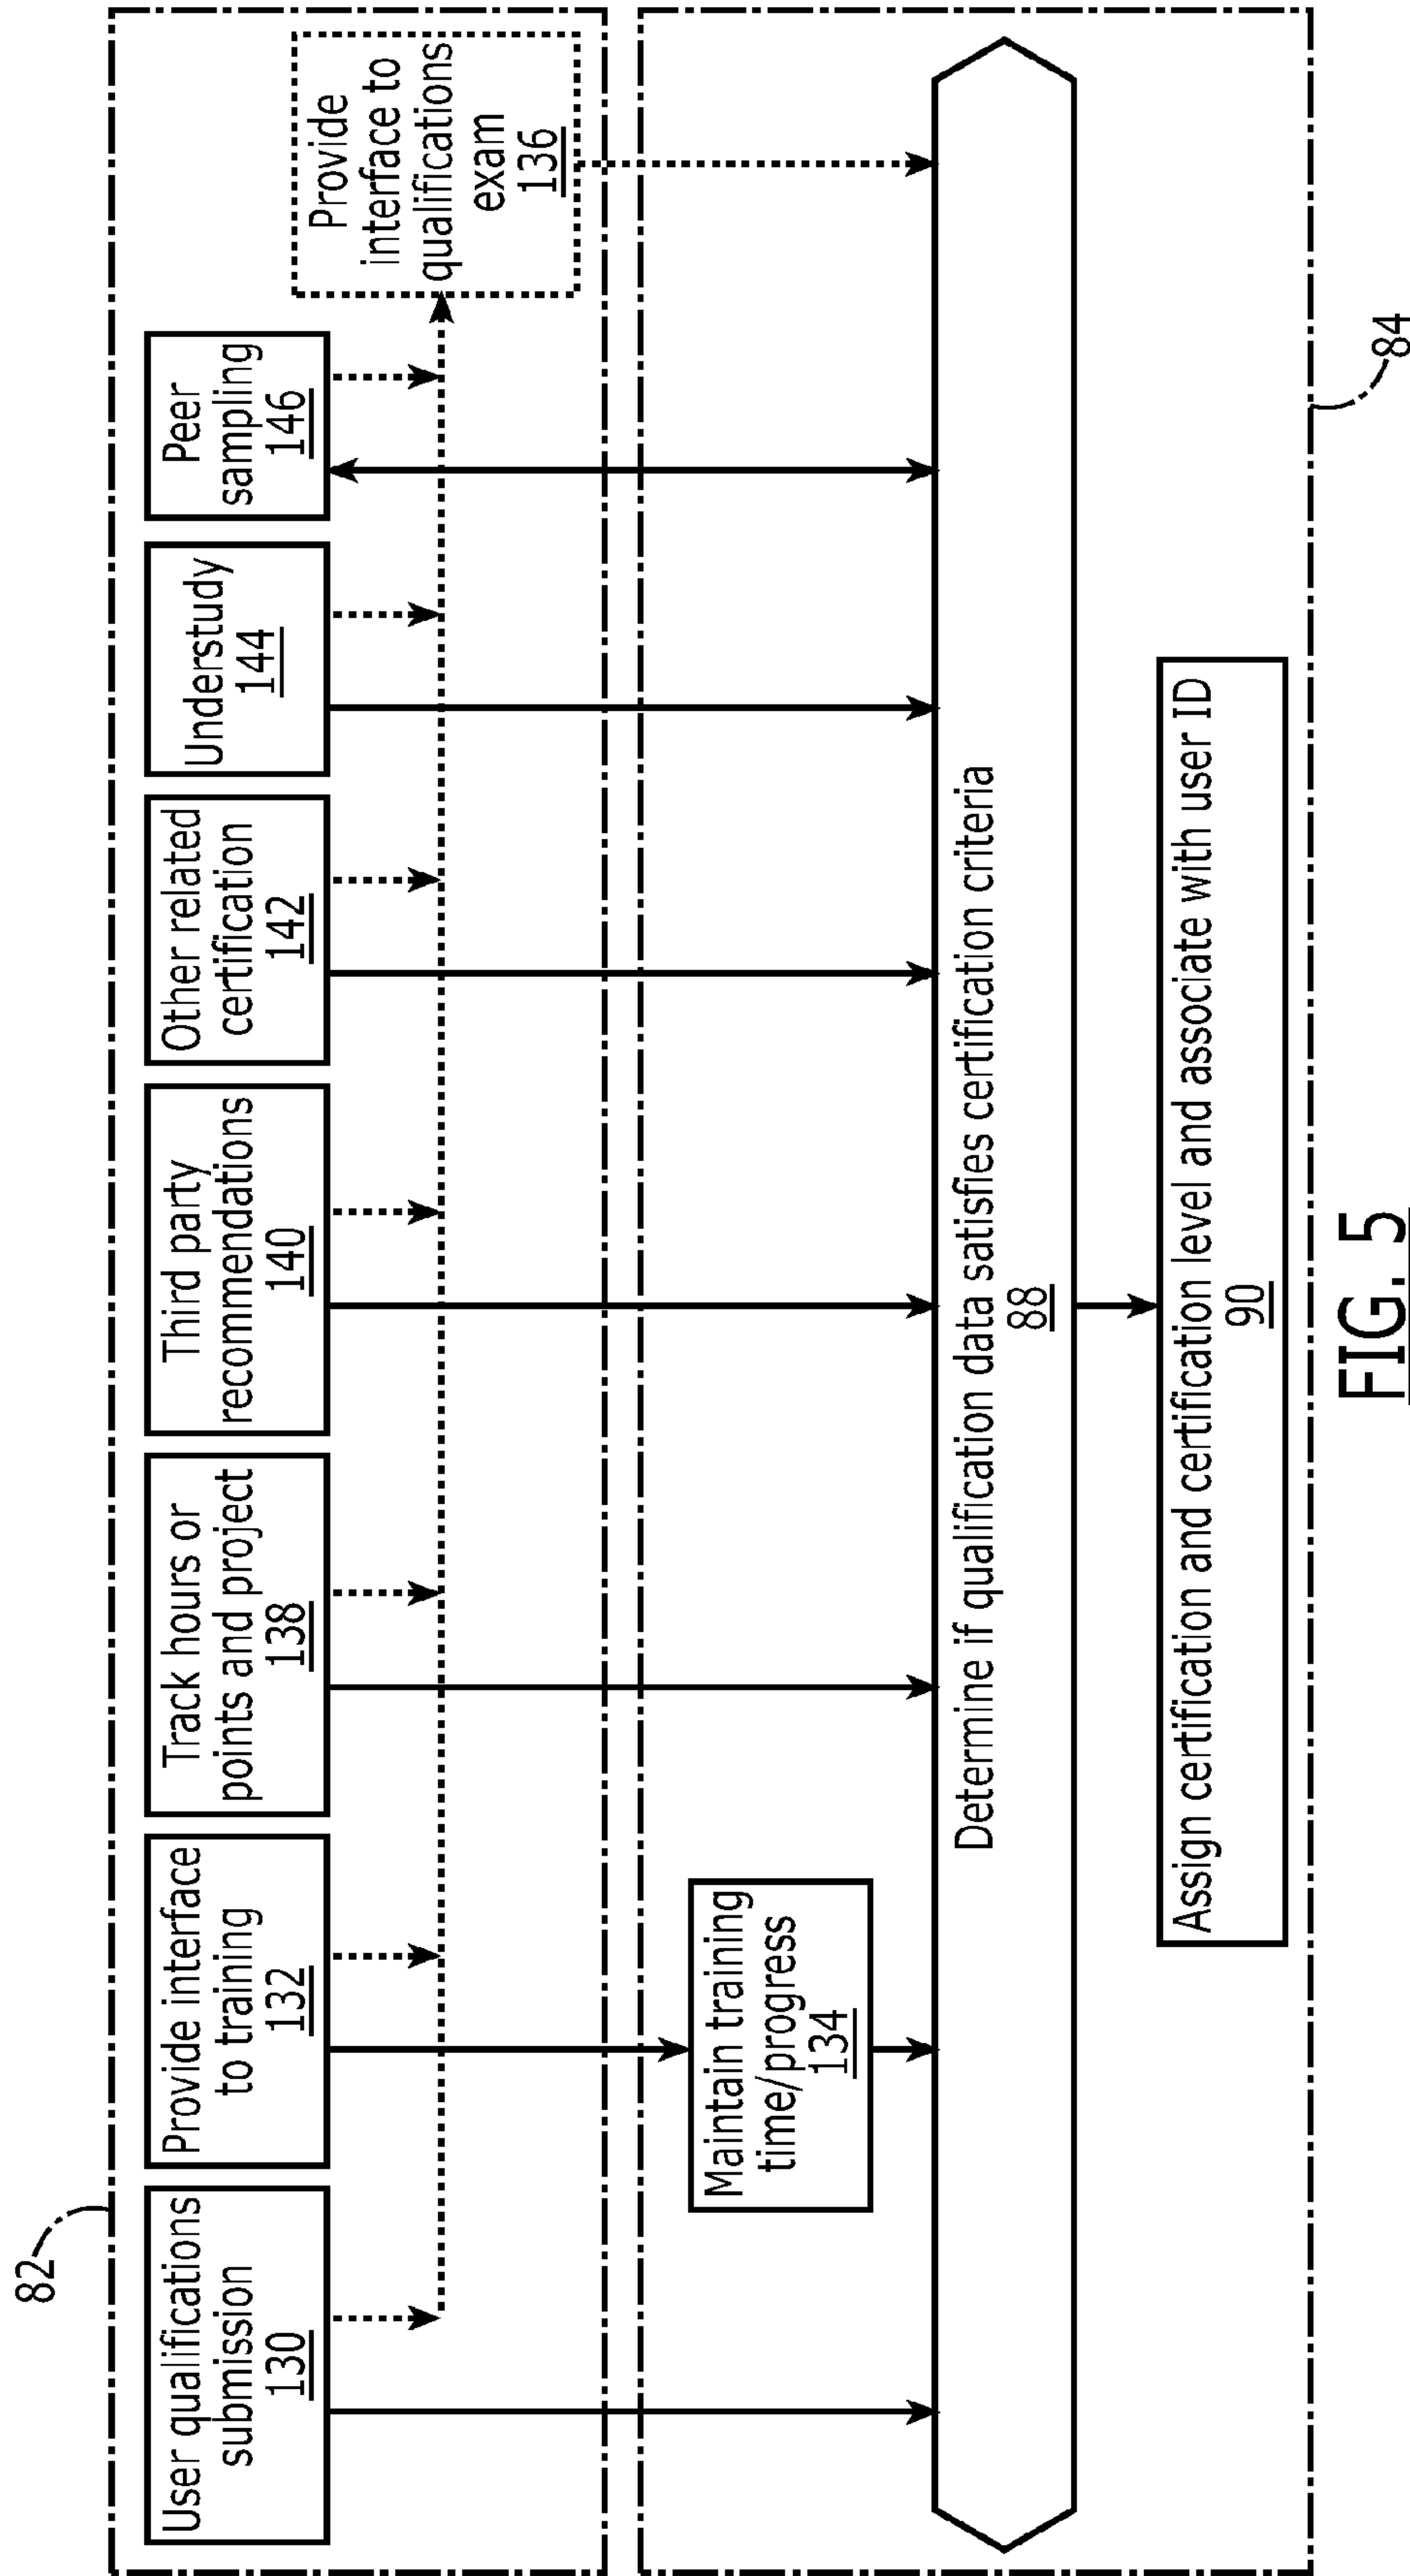 82
User qualifications
submission
130
Provide interface
to training
132
Track hours or
points and project
138
Third party
recommendations
140
Other related
certification
142
Understudy
144
Peer
sampling
146
Provide
interface to
qualifications
exam
136
Maintain training
time/progress
134
Determine if qualification data satisfies certification criteria
88
Assign certification and certification level and associate with user ID
90
84
FIG. 5